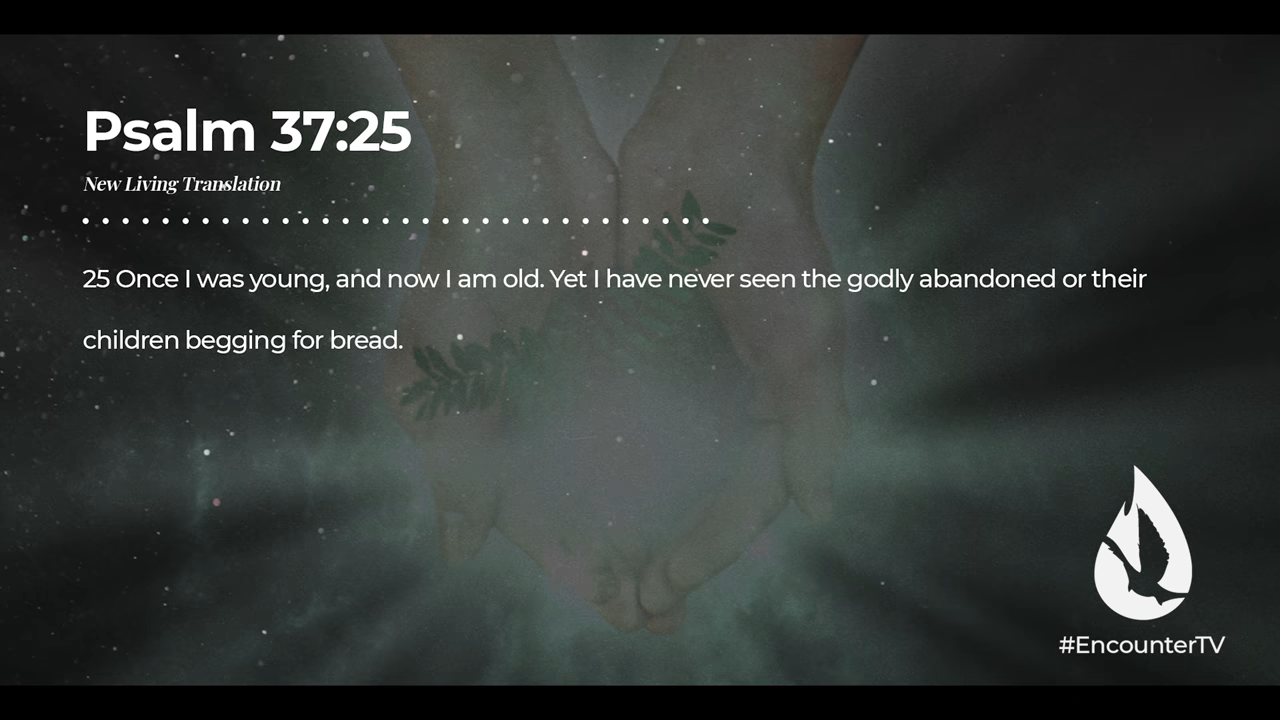 Psalm 37:25
New Living Translation
25 Once I was young, and now I am old. Yet I have never seen the godly abandoned or their
children begging for bread.
#EncounterTV